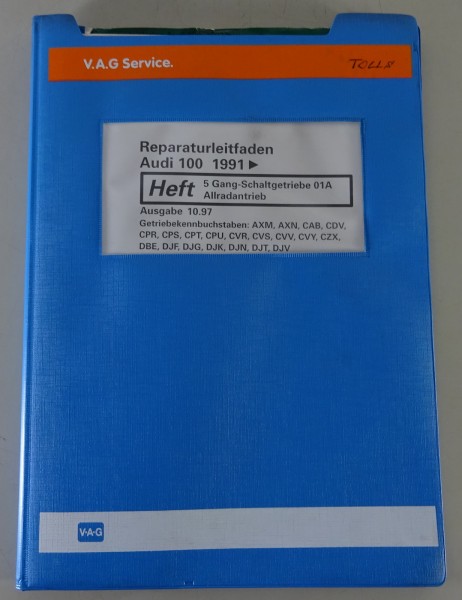 V.A.G Service.
TOLLR
Reparaturleitfaden
Audi 100 1991 ►
Heft 5 Gang-Schaltgetriebe 01A
Allradantrieb
Ausgabe 10.97
Getriebekennbuchstaben: AXM, AXN, CAB, CDV,
CPR, CPS, CPT, CPU, CVR, CVS, CVV, CVY, CZX,
DBE, DJF, DJG, DJK, DJN, DJT, DJV
V·A·G